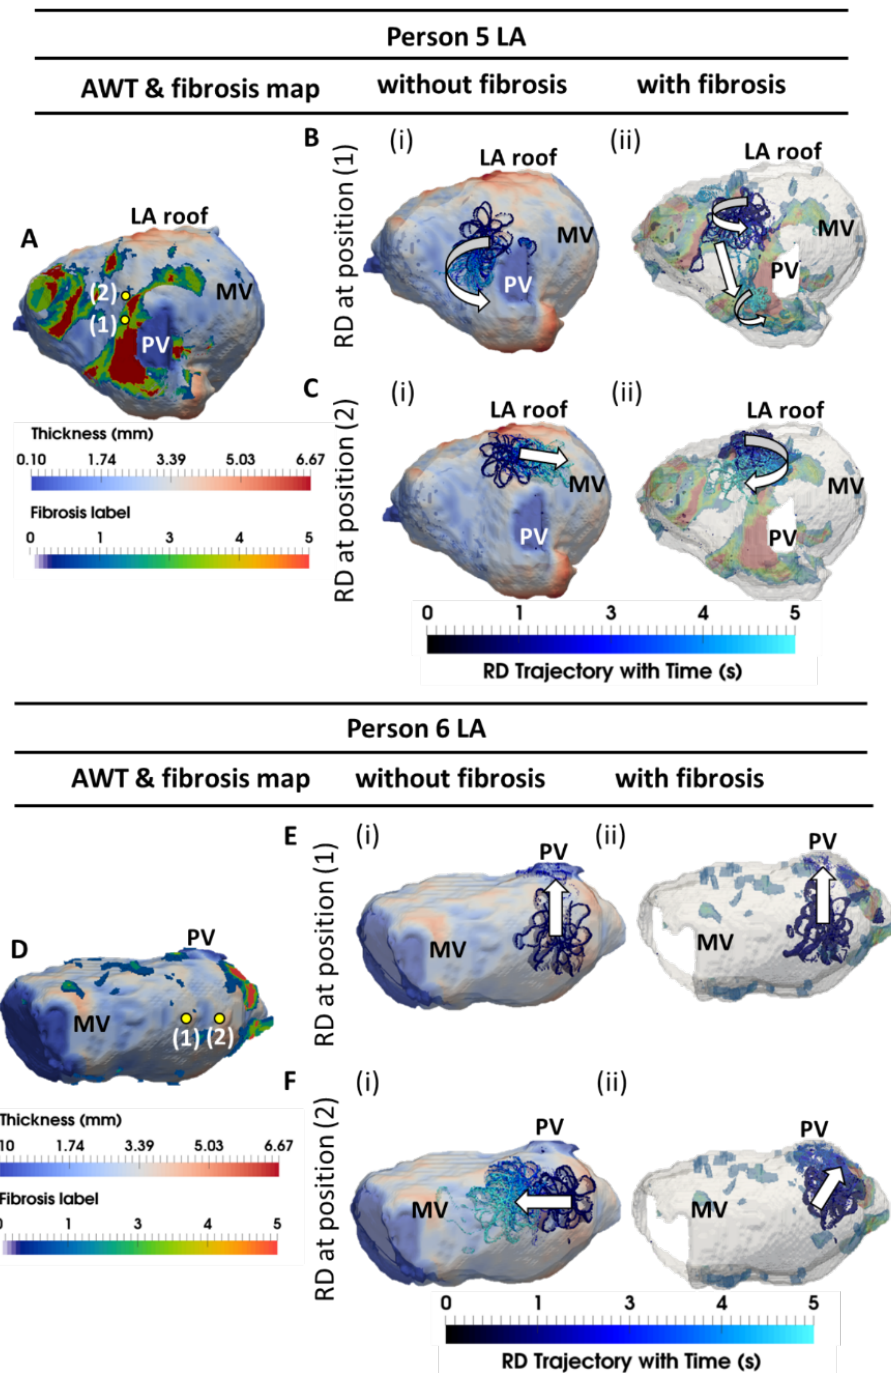 Person 5 LA
AWT & fibrosis map without fibrosis with fibrosis
B (i) (ii)
RD at position (1)
LA roof LA roof
MV MV
PV PV
A
LA roof
(2) MV
(1)
PV
Thickness (mm)
0.10 1.74 3.39 5.03 6.67
Fibrosis label
0 1 3 4 5
C (i) (ii)
RD at position (2)
LA roof LA roof
MV MV
PV PV
0 1 3 4 5
RD Trajectory with Time (s)
Person 6 LA
AWT & fibrosis map without fibrosis with fibrosis
E (i) (ii)
RD at position (1)
PV PV
MV MV
D
PV
MV
(1) (2)
Thickness (mm)
10 1.74 3.39 5.03 6.67
Fibrosis label
0 1 3 4 5
F (i) (ii)
RD at position (2)
PV PV
MV MV
0 1 3 4 5
RD Trajectory with Time (s)